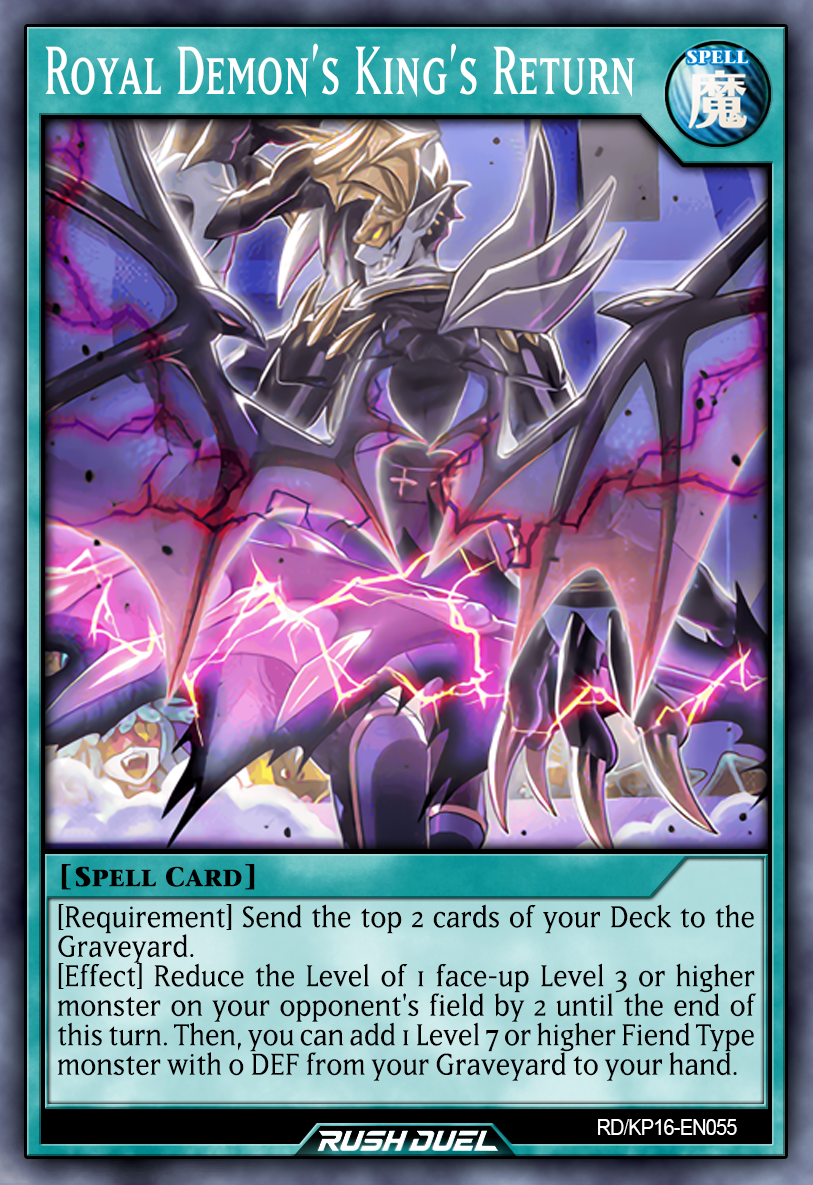 Royal Demon's King's Return
SPELL
魔
[Spell Card]
[Requirement] Send the top 2 cards of your Deck to the
Graveyard.
[Effect] Reduce the Level of 1 face-up Level 3 or higher
monster on your opponent's field by 2 until the end of
this turn. Then, you can add 1 Level 7 or higher Fiend Type
monster with 0 DEF from your Graveyard to your hand.
RD/KP16-EN055
RUSH DUEL